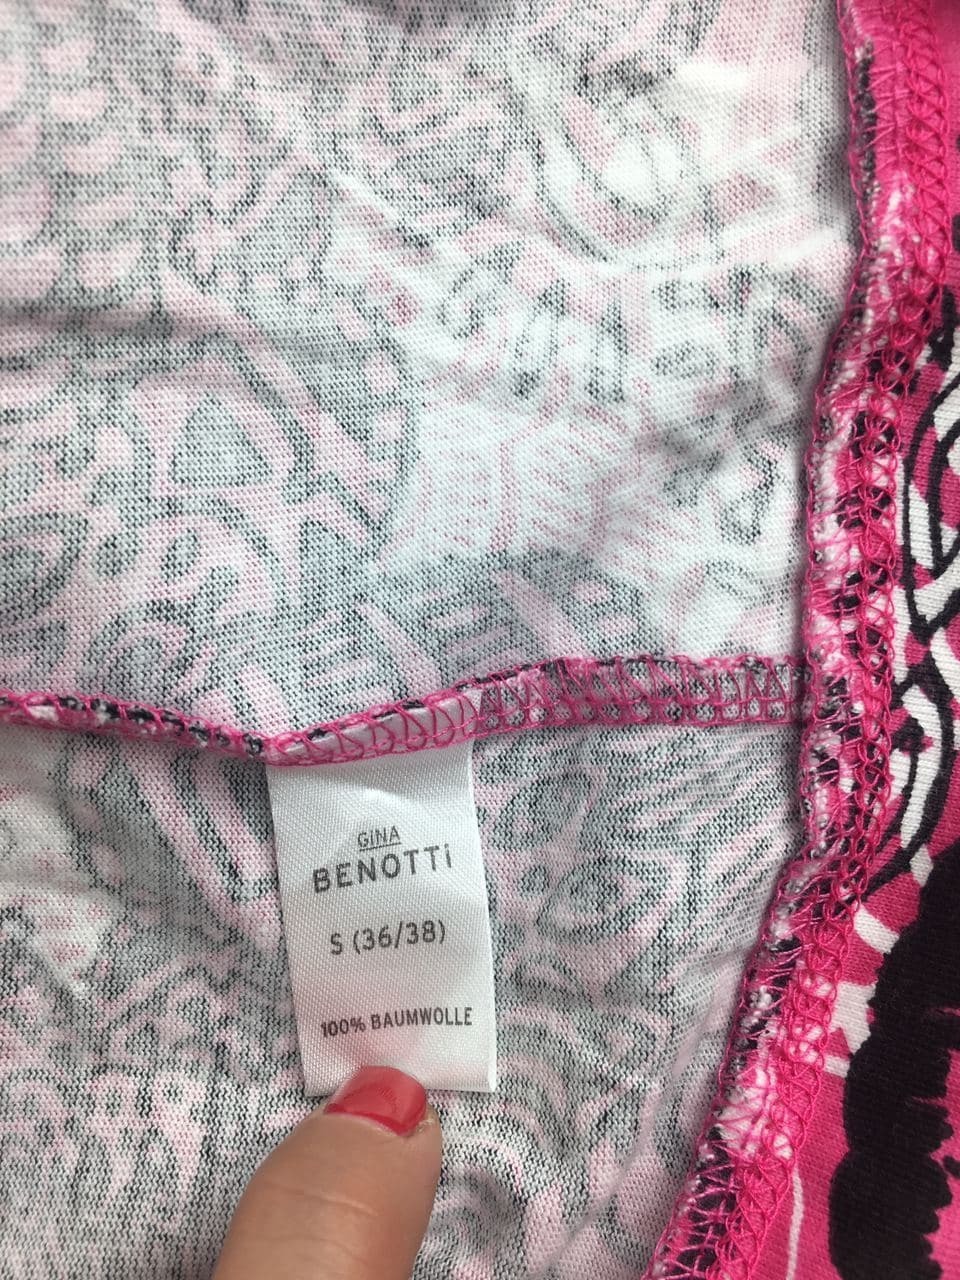 GiNA
BENOTTi
S (36/38)
100% BAUMWOLLE